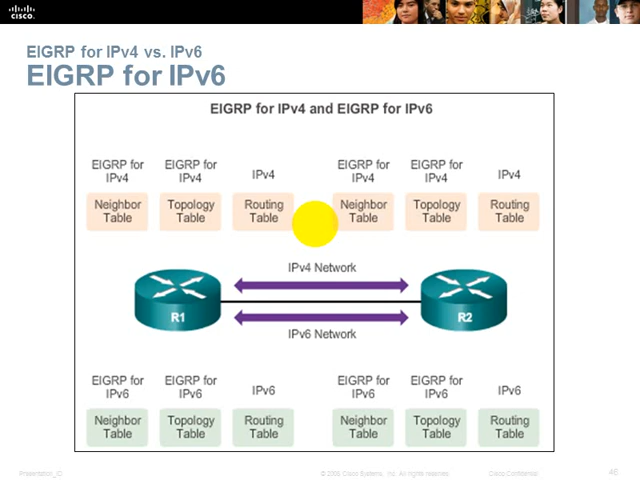 CISCO.
EIGRP for IPv4 vs. IPv6
EIGRP for IPv6
EIGRP for IPv4 and EIGRP for IPv6
EIGRP for IPv4
EIGRP for IPv4
IPv4
EIGRP for IPv4
EIGRP for IPv4
IPv4
Neighbor Table
Topology Table
Routing Table
Neighbor Table
Topology Table
Routing Table
IPv4 Network
R1
R2
IPv6 Network
EIGRP for IPv6
EIGRP for IPv6
IPv6
EIGRP for IPv6
EIGRP for IPv6
IPv6
Neighbor Table
Topology Table
Routing Table
Neighbor Table
Topology Table
Routing Table
Presentation_ID
Cisco Systems, Inc. All rights reserved.
Cisco Confidential
46